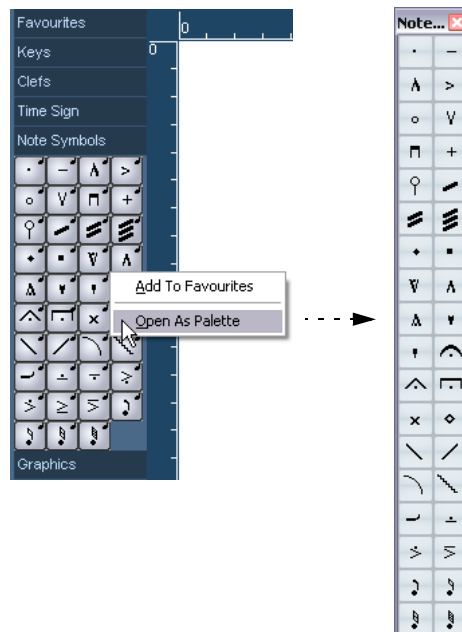 Favourites
Keys
Clefs
Time Sign
Note Symbols
Graphics
0
0
Add To Favourites
Open As Palette
Note...